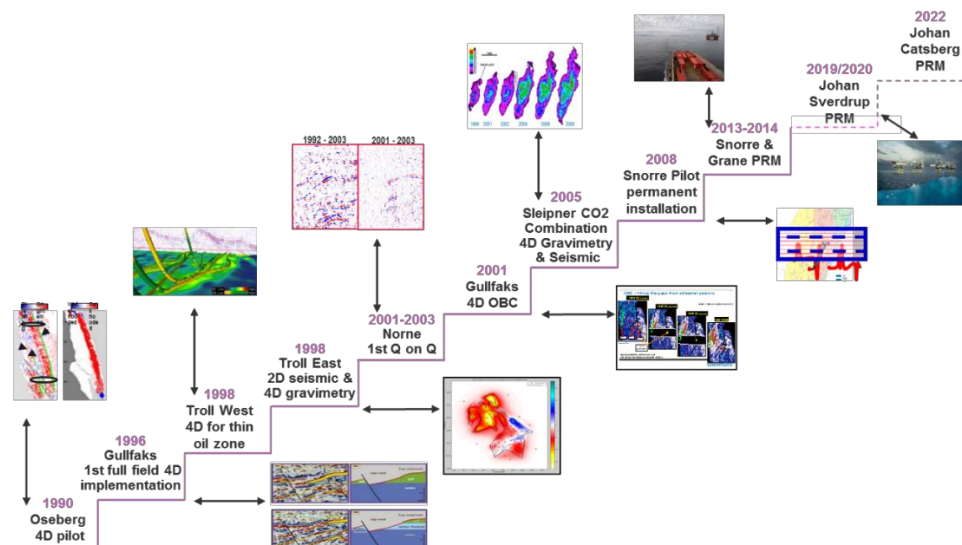 1990
Oseberg
4D pilot
1996
Gullfaks
1st full field 4D
implementation
1998
Troll West
4D for thin
oil zone
1998
Troll East
2D seismic &
4D gravimetry
1992 - 2003
2001 - 2003
2001-2003
Norne
1st Q on Q
2001
Gullfaks
4D OBC
2005
Sleipner CO2
Combination
4D Gravimetry
& Seismic
2008
Snorre Pilot
permanent
installation
2013-2014
Snorre &
Grane PRM
2019/2020
Johan
Sverdrup
PRM
2022
Johan
Catsberg
PRM